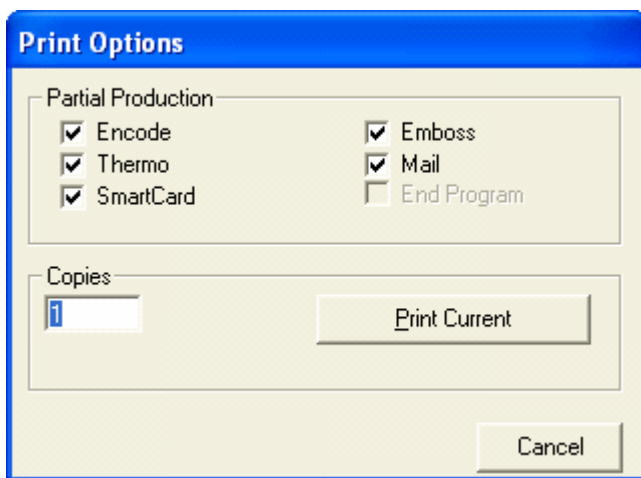 Print Options
Partial Production
Encode
Emboss
Thermo
Mail
SmartCard
End Program
Copies
1
Print Current
Cancel